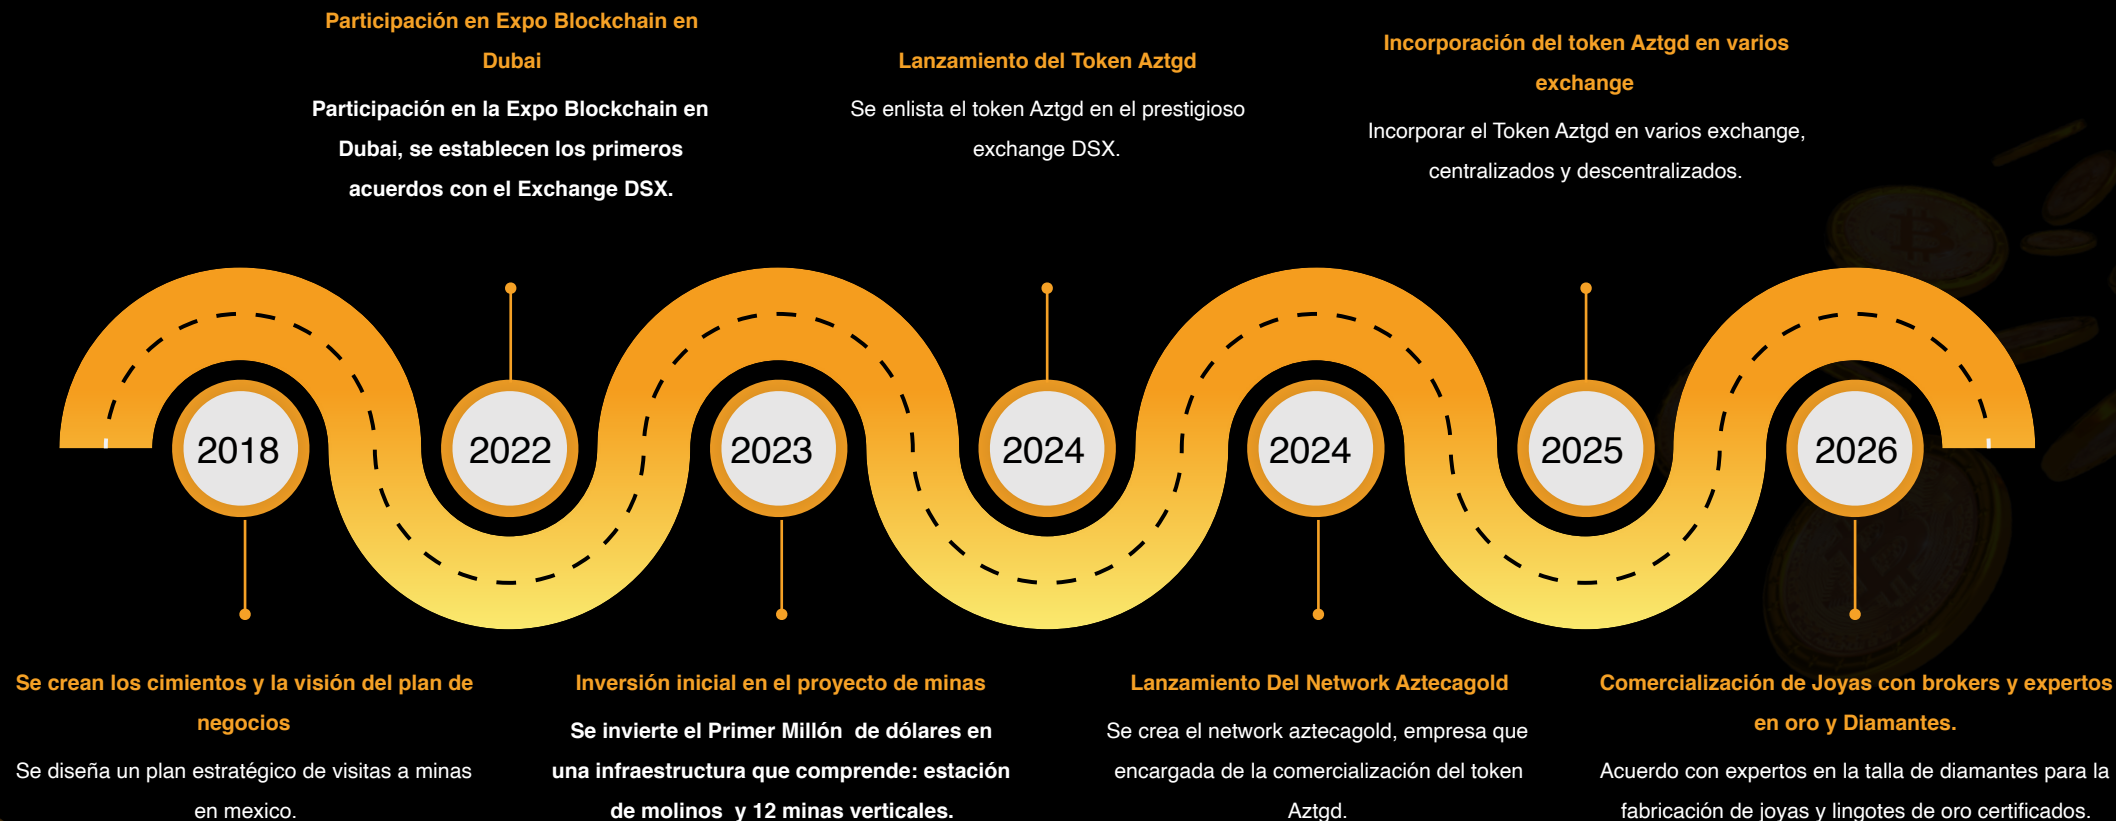 Participación en Expo Blockchain en
Dubai
Participación en la Expo Blockchain en
Dubai, se establecen los primeros
acuerdos con el Exchange DSX.
Lanzamiento del Token Aztgd
Se enlista el token Aztgd en el prestigioso
exchange DSX.
Incorporación del token Aztgd en varios
exchange
Incorporar el Token Aztgd en varios exchange,
centralizados y descentralizados.
2018
2022
2023
2024
2024
2025
2026
Se crean los cimientos y la visión del plan de
negocios
Se diseña un plan estratégico de visitas a minas
en mexico.
Inversión inicial en el proyecto de minas
Se invierte el Primer Millón  de dólares en
una infraestructura que comprende: estación
de molinos  y 12 minas verticales.
Lanzamiento Del Network Aztecagold
Se crea el network aztecagold, empresa que
encargada de la comercialización del token
Aztgd.
Comercialización de Joyas con brokers y expertos
en oro y Diamantes.
Acuerdo con expertos en la talla de diamantes para la
fabricación de joyas y lingotes de oro certificados.